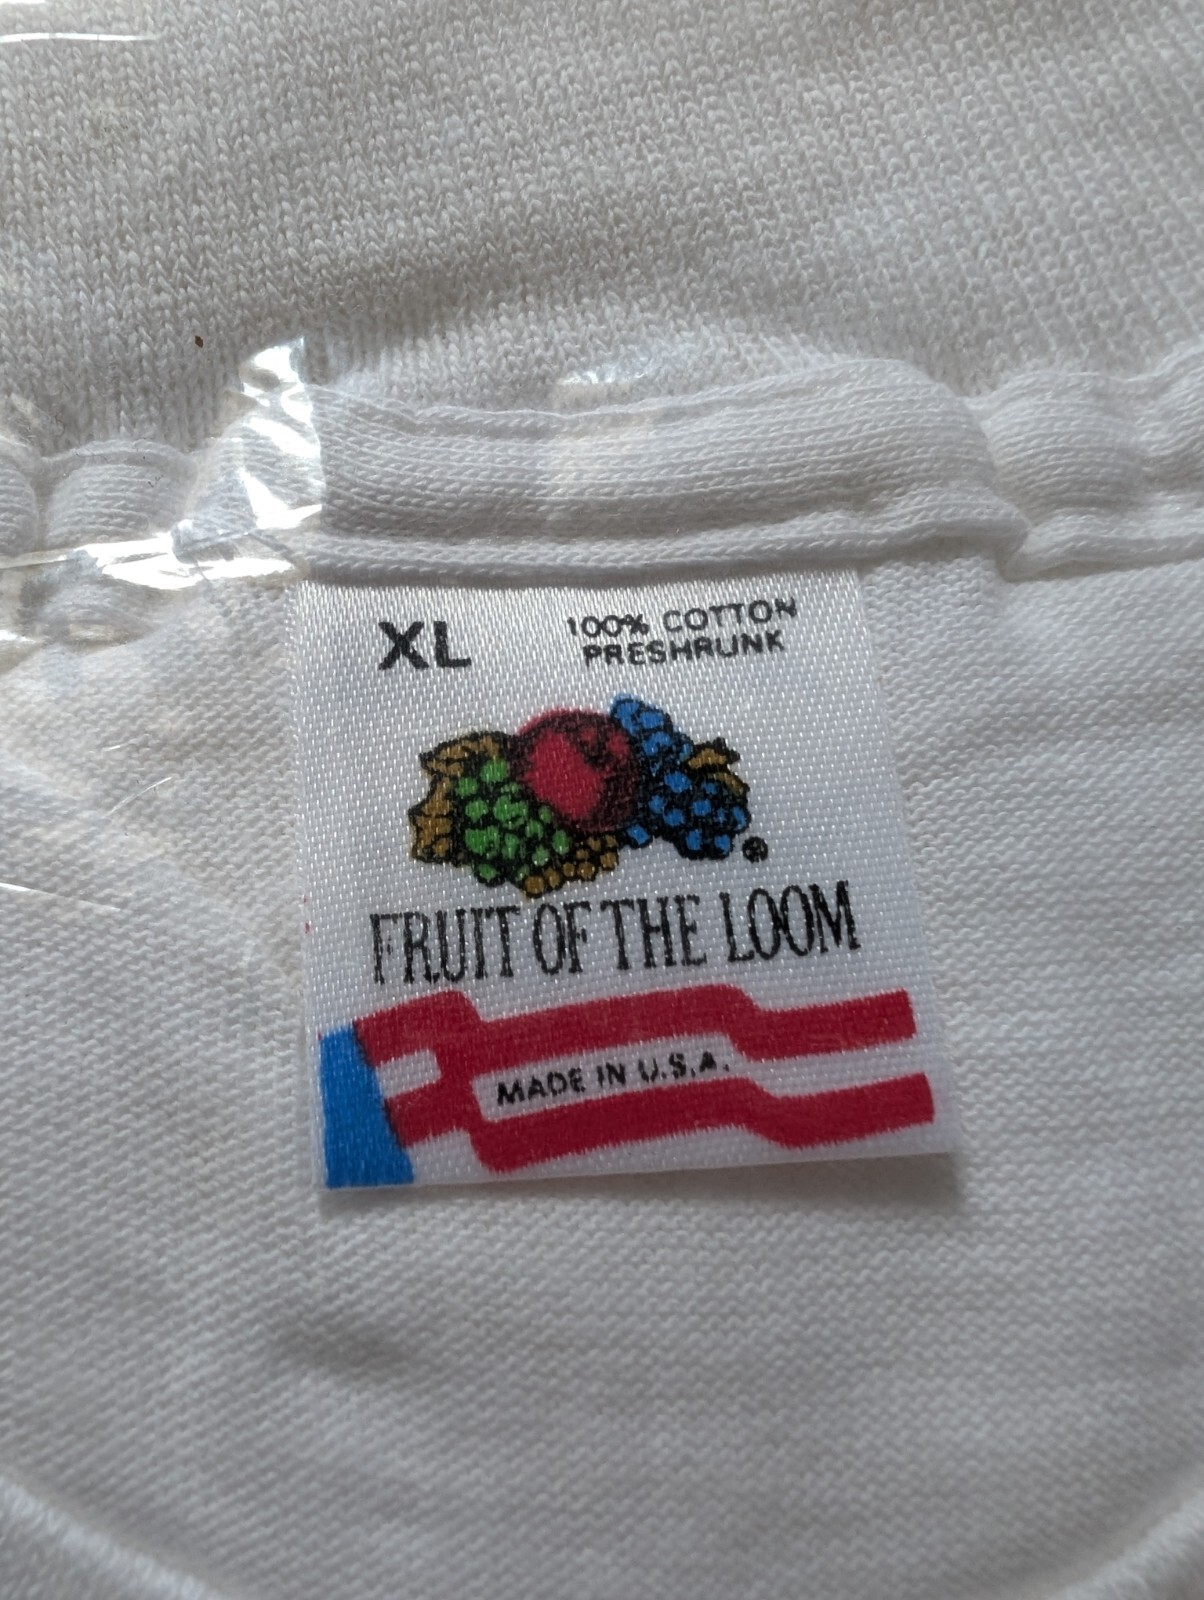 XL
100% COTTON
PRESHRUNK
FRUIT OF THE LOOM
MADE IN U.S.A.